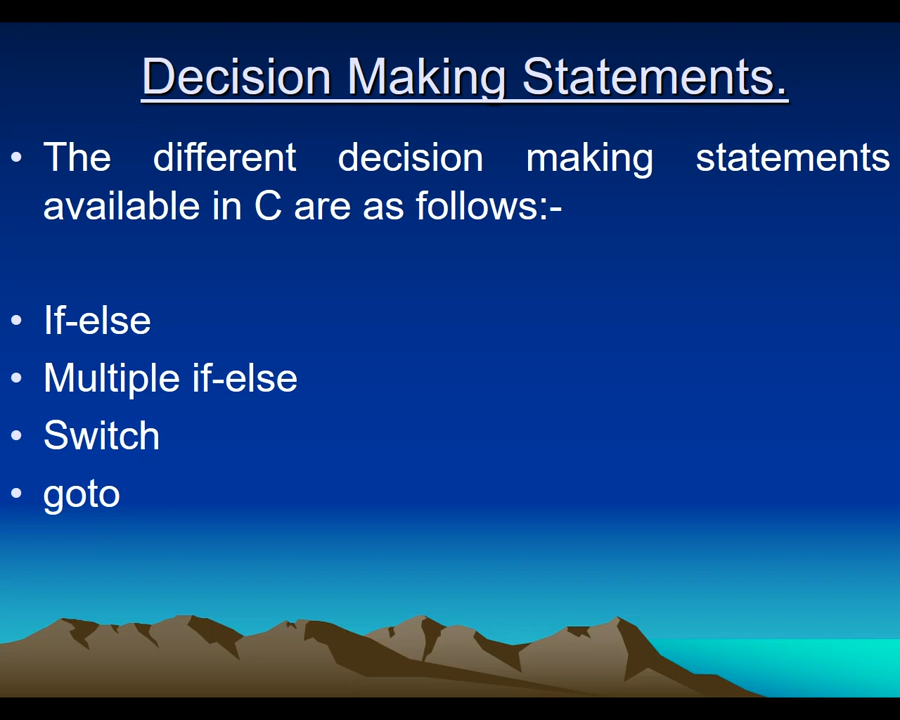 Decision Making Statements.
• The different decision making statements
available in C are as follows:-
• If-else
• Multiple if-else
• Switch
• goto